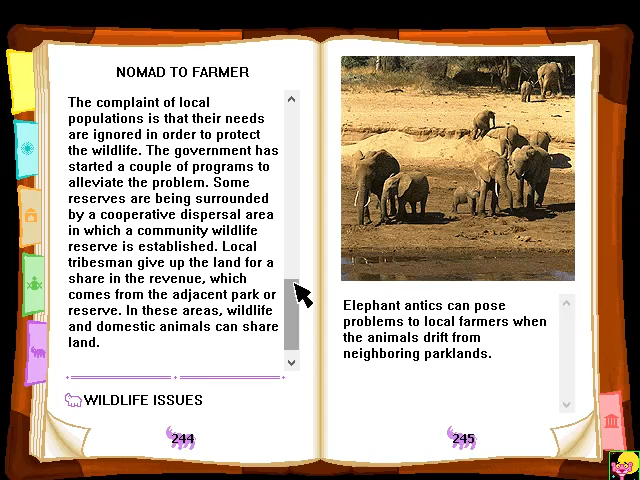 NOMAD TO FARMER
The complaint of local
populations is that their needs
are ignored in order to protect
the wildlife. The government has
started a couple of programs to
alleviate the problem. Some
reserves are being surrounded
by a cooperative dispersal area
in which a community wildlife
reserve is established. Local
tribesman give up the land for a
share in the revenue, which
comes from the adjacent park or
reserve. In these areas, wildlife
and domestic animals can share
land.
WILDLIFE ISSUES
244
Elephant antics can pose
problems to local farmers when
the animals drift from
neighboring parklands.
245